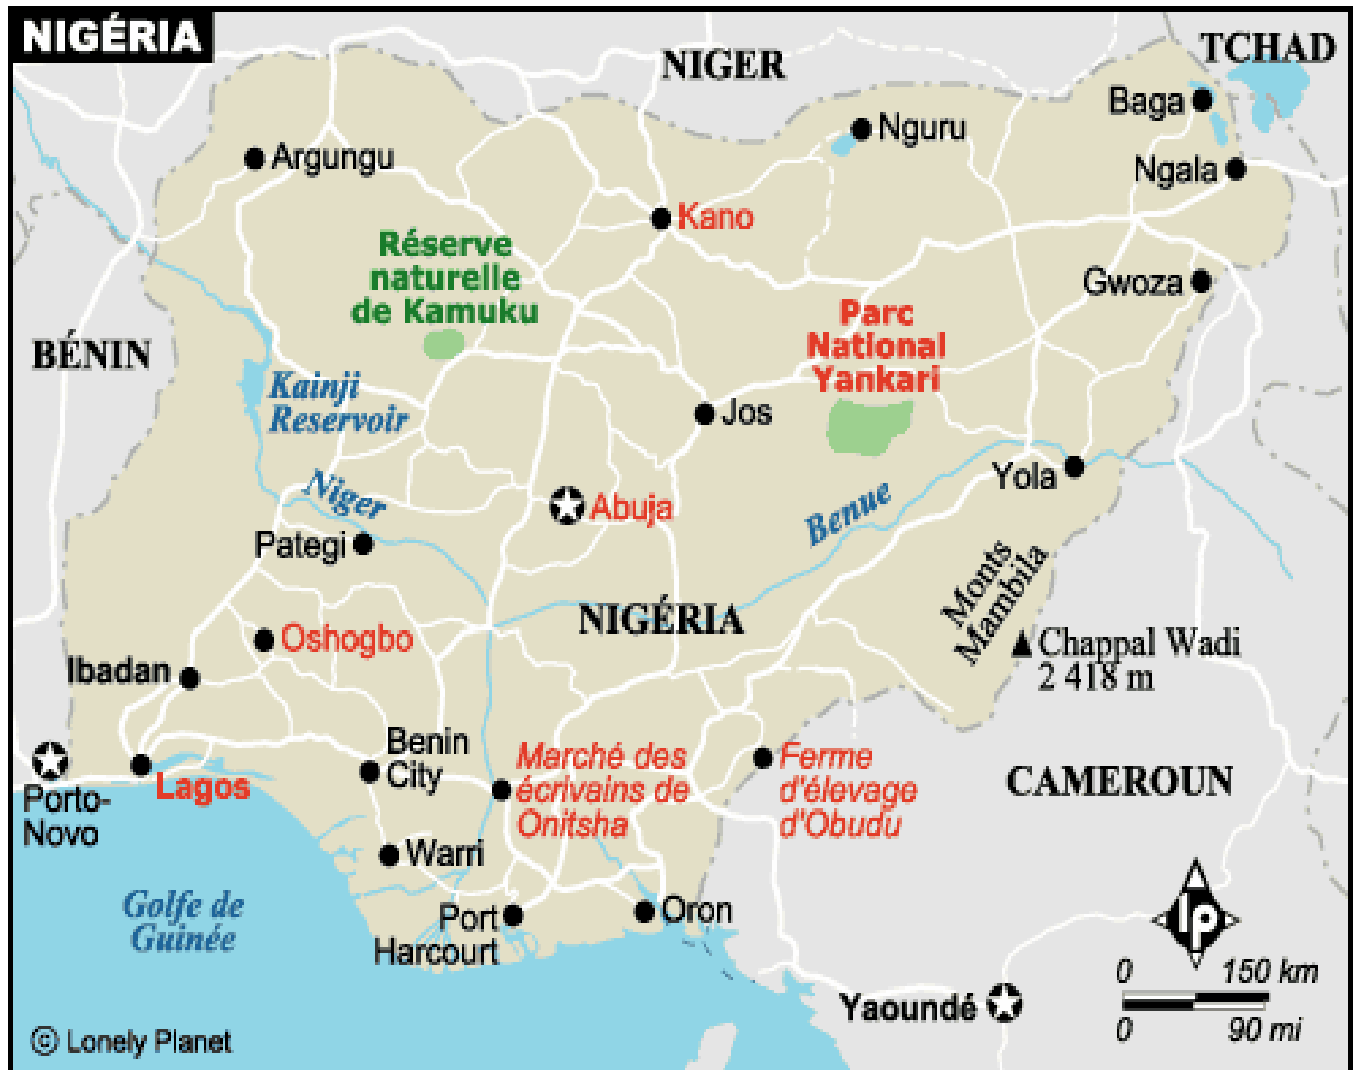 NIGÉRIA
NIGER
TCHAD
Baga
Nguru
Argungu
Ngala
Kano
Réserve
naturelle
de Kamuku
Gwoza
Parc
National
Yankari
BÉNIN
Kainji
Reservoir
Jos
Yola
Niger
Abuja
Benue
Pategi
Monts
Mambila
NIGÉRIA
Oshogbo
Chappal Wadi
2 418 m
Ibadan
Benin
City
Marché des
écrivains de
Onitsha
Ferme
d'élevage
d'Obudu
CAMEROUN
Lagos
Porto-
Novo
Warri
Golfe de
Guinée
Port
Harcourt
Oron
lp
0 150 km
0 90 mi
Yaoundé
© Lonely Planet